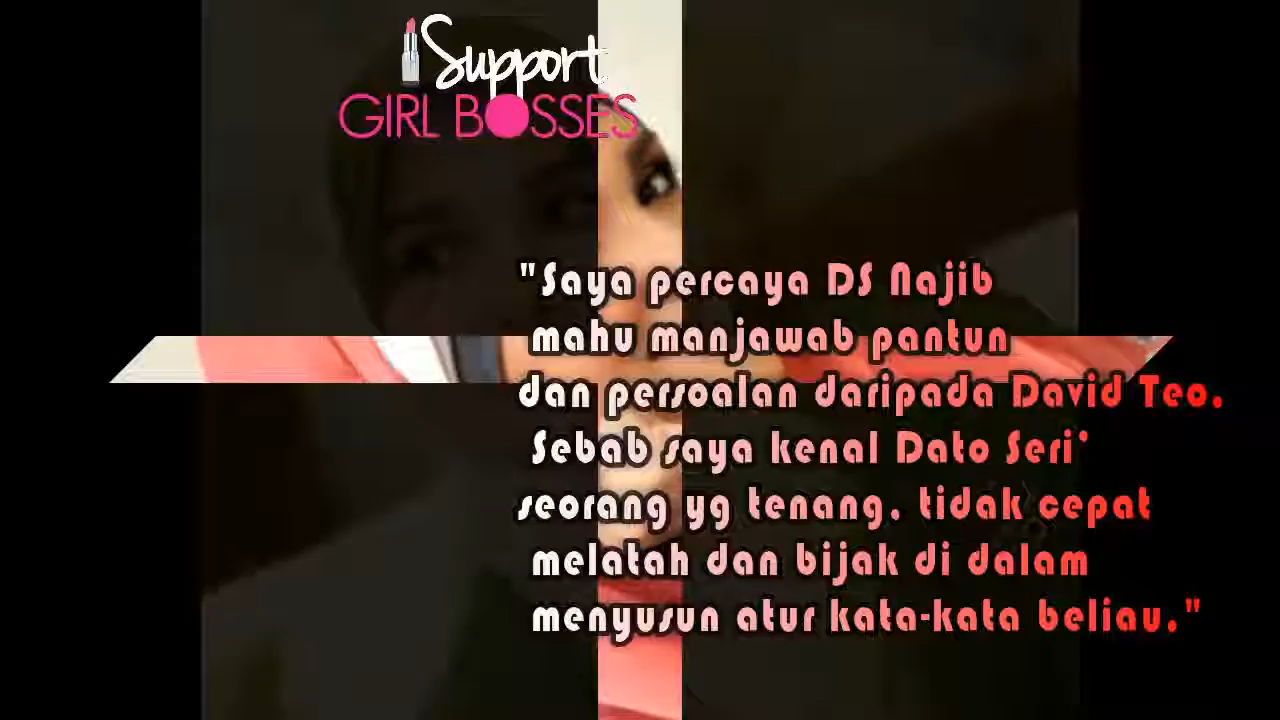 Support
GIRL BOSSES
"Saya percaya DS Najib
mahu manjawab pantun
dan persoalan daripada David Teo.
Sebab saya kenal Dato Seri'
seorang yg tenang, tidak cepat
melatah dan bijak di dalam
menyusun atur kata-kata beliau."